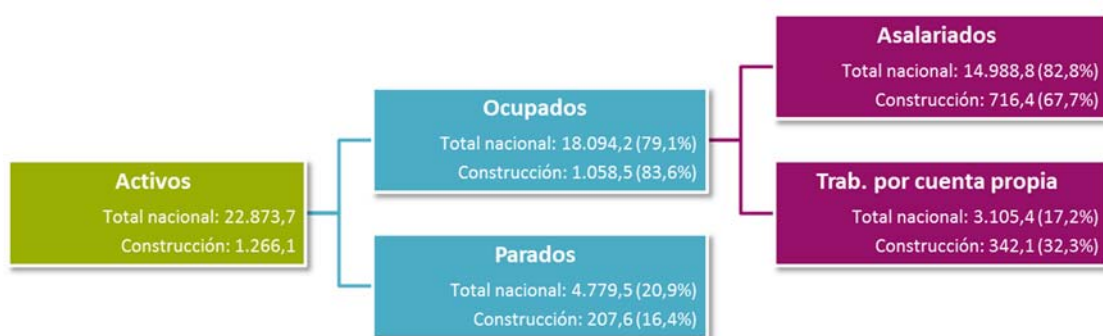 Activos
Total nacional: 22.873,7
Construcción: 1.266,1
Ocupados
Total nacional: 18.094,2 (79,1%)
Construcción: 1.058,5 (83,6%)
Parados
Total nacional: 4.779,5 (20,9%)
Construcción: 207,6 (16,4%)
Asalariados
Total nacional: 14.988,8 (82,8%)
Construcción: 716,4 (67,7%)
Trab. por cuenta propia
Total nacional: 3.105,4 (17,2%)
Construcción: 342,1 (32,3%)